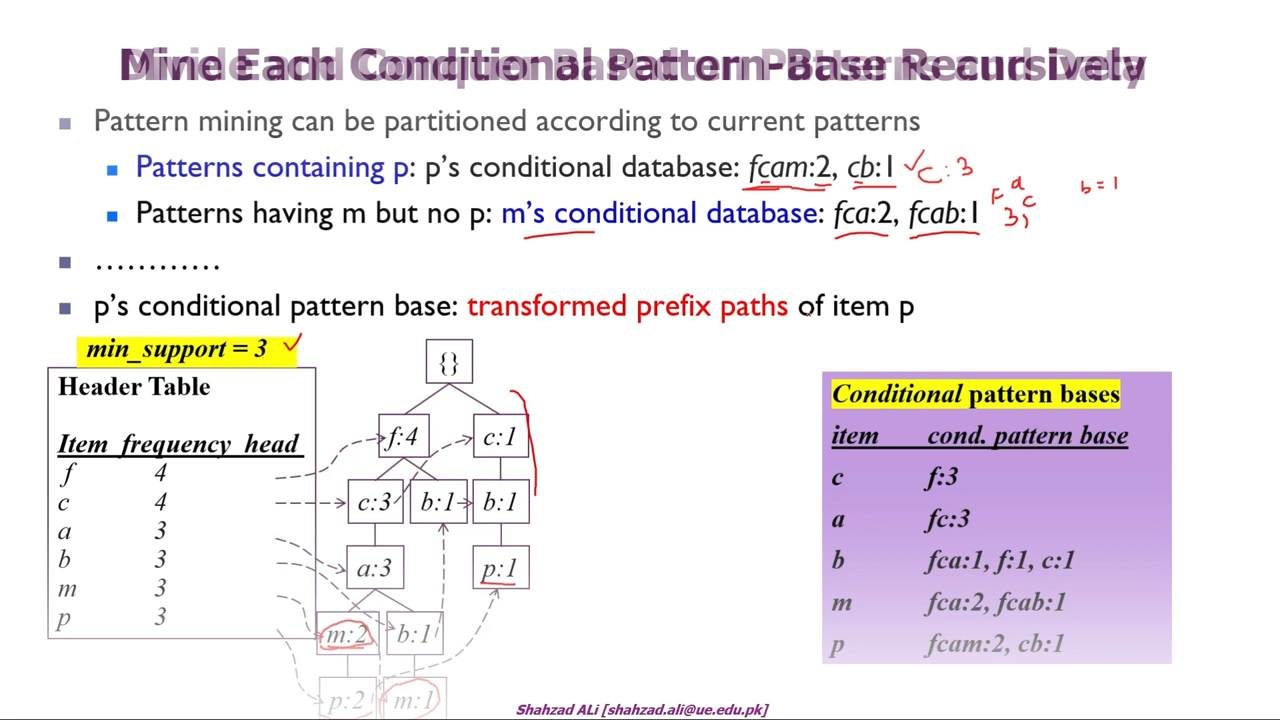 Mine Each Conditional Pattern-Base Recursively
Pattern mining can be partitioned according to current patterns
Patterns containing p: p's conditional database: fcam:2, cb:1 C:3
Patterns having m but no p: m's conditional database: fca:2, fcab:1
F a c
3,
b=1
…………
p's conditional pattern base: transformed prefix paths of item p
min_support = 3
Header Table
Item frequency head
f 4
c 4
a 3
b 3
m 3
p 3
{}
f:4 c:1
c:3 b:1 b:1
a:3 p:1
m:2 b:1
p:2 m:1
Conditional pattern bases
item cond. pattern base
c f:3
a fc:3
b fca:1, f:1, c:1
m fca:2, fcab:1
p fcam:2, cb:1
Shahzad ALi [shahzad.ali@ue.edu.pk]